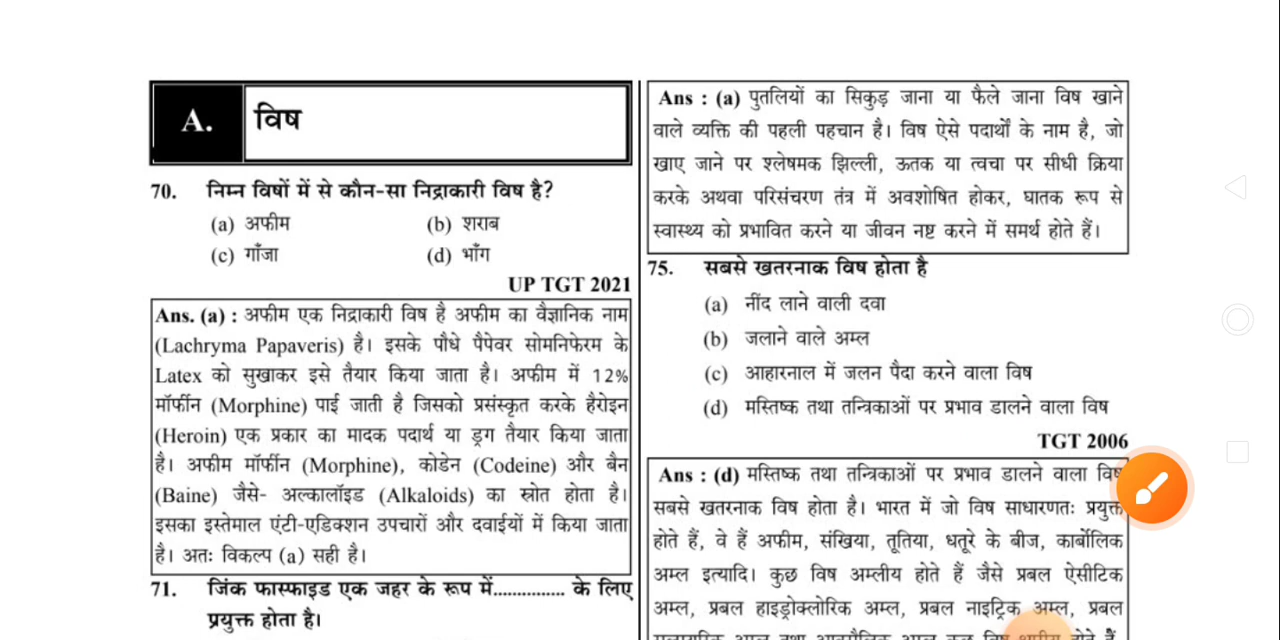 A. विष
70. निम्न विषों में से कौन-सा निद्राकारी विष है?
(a) अफीम (b) शराब
(c) गाँजा (d) भाँग
UP TGT 2021
Ans. (a) : अफीम एक निद्राकारी विष है अफीम का वैज्ञानिक नाम
(Lachryma Papaveris) है। इसके पौधे पैपेवर सोमनिफेरम के
Latex को सुखाकर इसे तैयार किया जाता है। अफीम में 12%
मॉर्फीन (Morphine) पाई जाती है जिसको प्रसंस्कृत करके हैरोइन
(Heroin) एक प्रकार का मादक पदार्थ या ड्रग तैयार किया जाता
है। अफीम मॉर्फीन (Morphine), कोडेन (Codeine) और बैन
(Baine) जैसे- अल्कालॉइड (Alkaloids) का स्रोत होता है।
इसका इस्तेमाल एंटी-एडिक्शन उपचारों और दवाईयों में किया जाता
है। अतः विकल्प (a) सही है।
71. जिंक फास्फाइड एक जहर के रूप में............... के लिए
प्रयुक्त होता है।
Ans : (a) पुतलियों का सिकुड़ जाना या फैले जाना विष खाने
वाले व्यक्ति की पहली पहचान है। विष ऐसे पदार्थों के नाम है, जो
खाए जाने पर श्लेषमक झिल्ली, ऊतक या त्वचा पर सीधी क्रिया
करके अथवा परिसंचरण तंत्र में अवशोषित होकर, घातक रूप से
स्वास्थ्य को प्रभावित करने या जीवन नष्ट करने में समर्थ होते हैं।
75. सबसे खतरनाक विष होता है
(a) नींद लाने वाली दवा
(b) जलाने वाले अम्ल
(c) आहारनाल में जलन पैदा करने वाला विष
(d) मस्तिष्क तथा तन्त्रिकाओं पर प्रभाव डालने वाला विष
TGT 2006
Ans : (d) मस्तिष्क तथा तन्त्रिकाओं पर प्रभाव डालने वाला विष
सबसे खतरनाक विष होता है। भारत में जो विष साधारणतः प्रयुक्त
होते हैं, वे हैं अफीम, संखिया, तूतिया, धतूरे के बीज, कार्बोलिक
अम्ल इत्यादि। कुछ विष अम्लीय होते हैं जैसे प्रबल ऐसीटिक
अम्ल, प्रबल हाइड्रोक्लोरिक अम्ल, प्रबल नाइट्रिक अम्ल, प्रबल